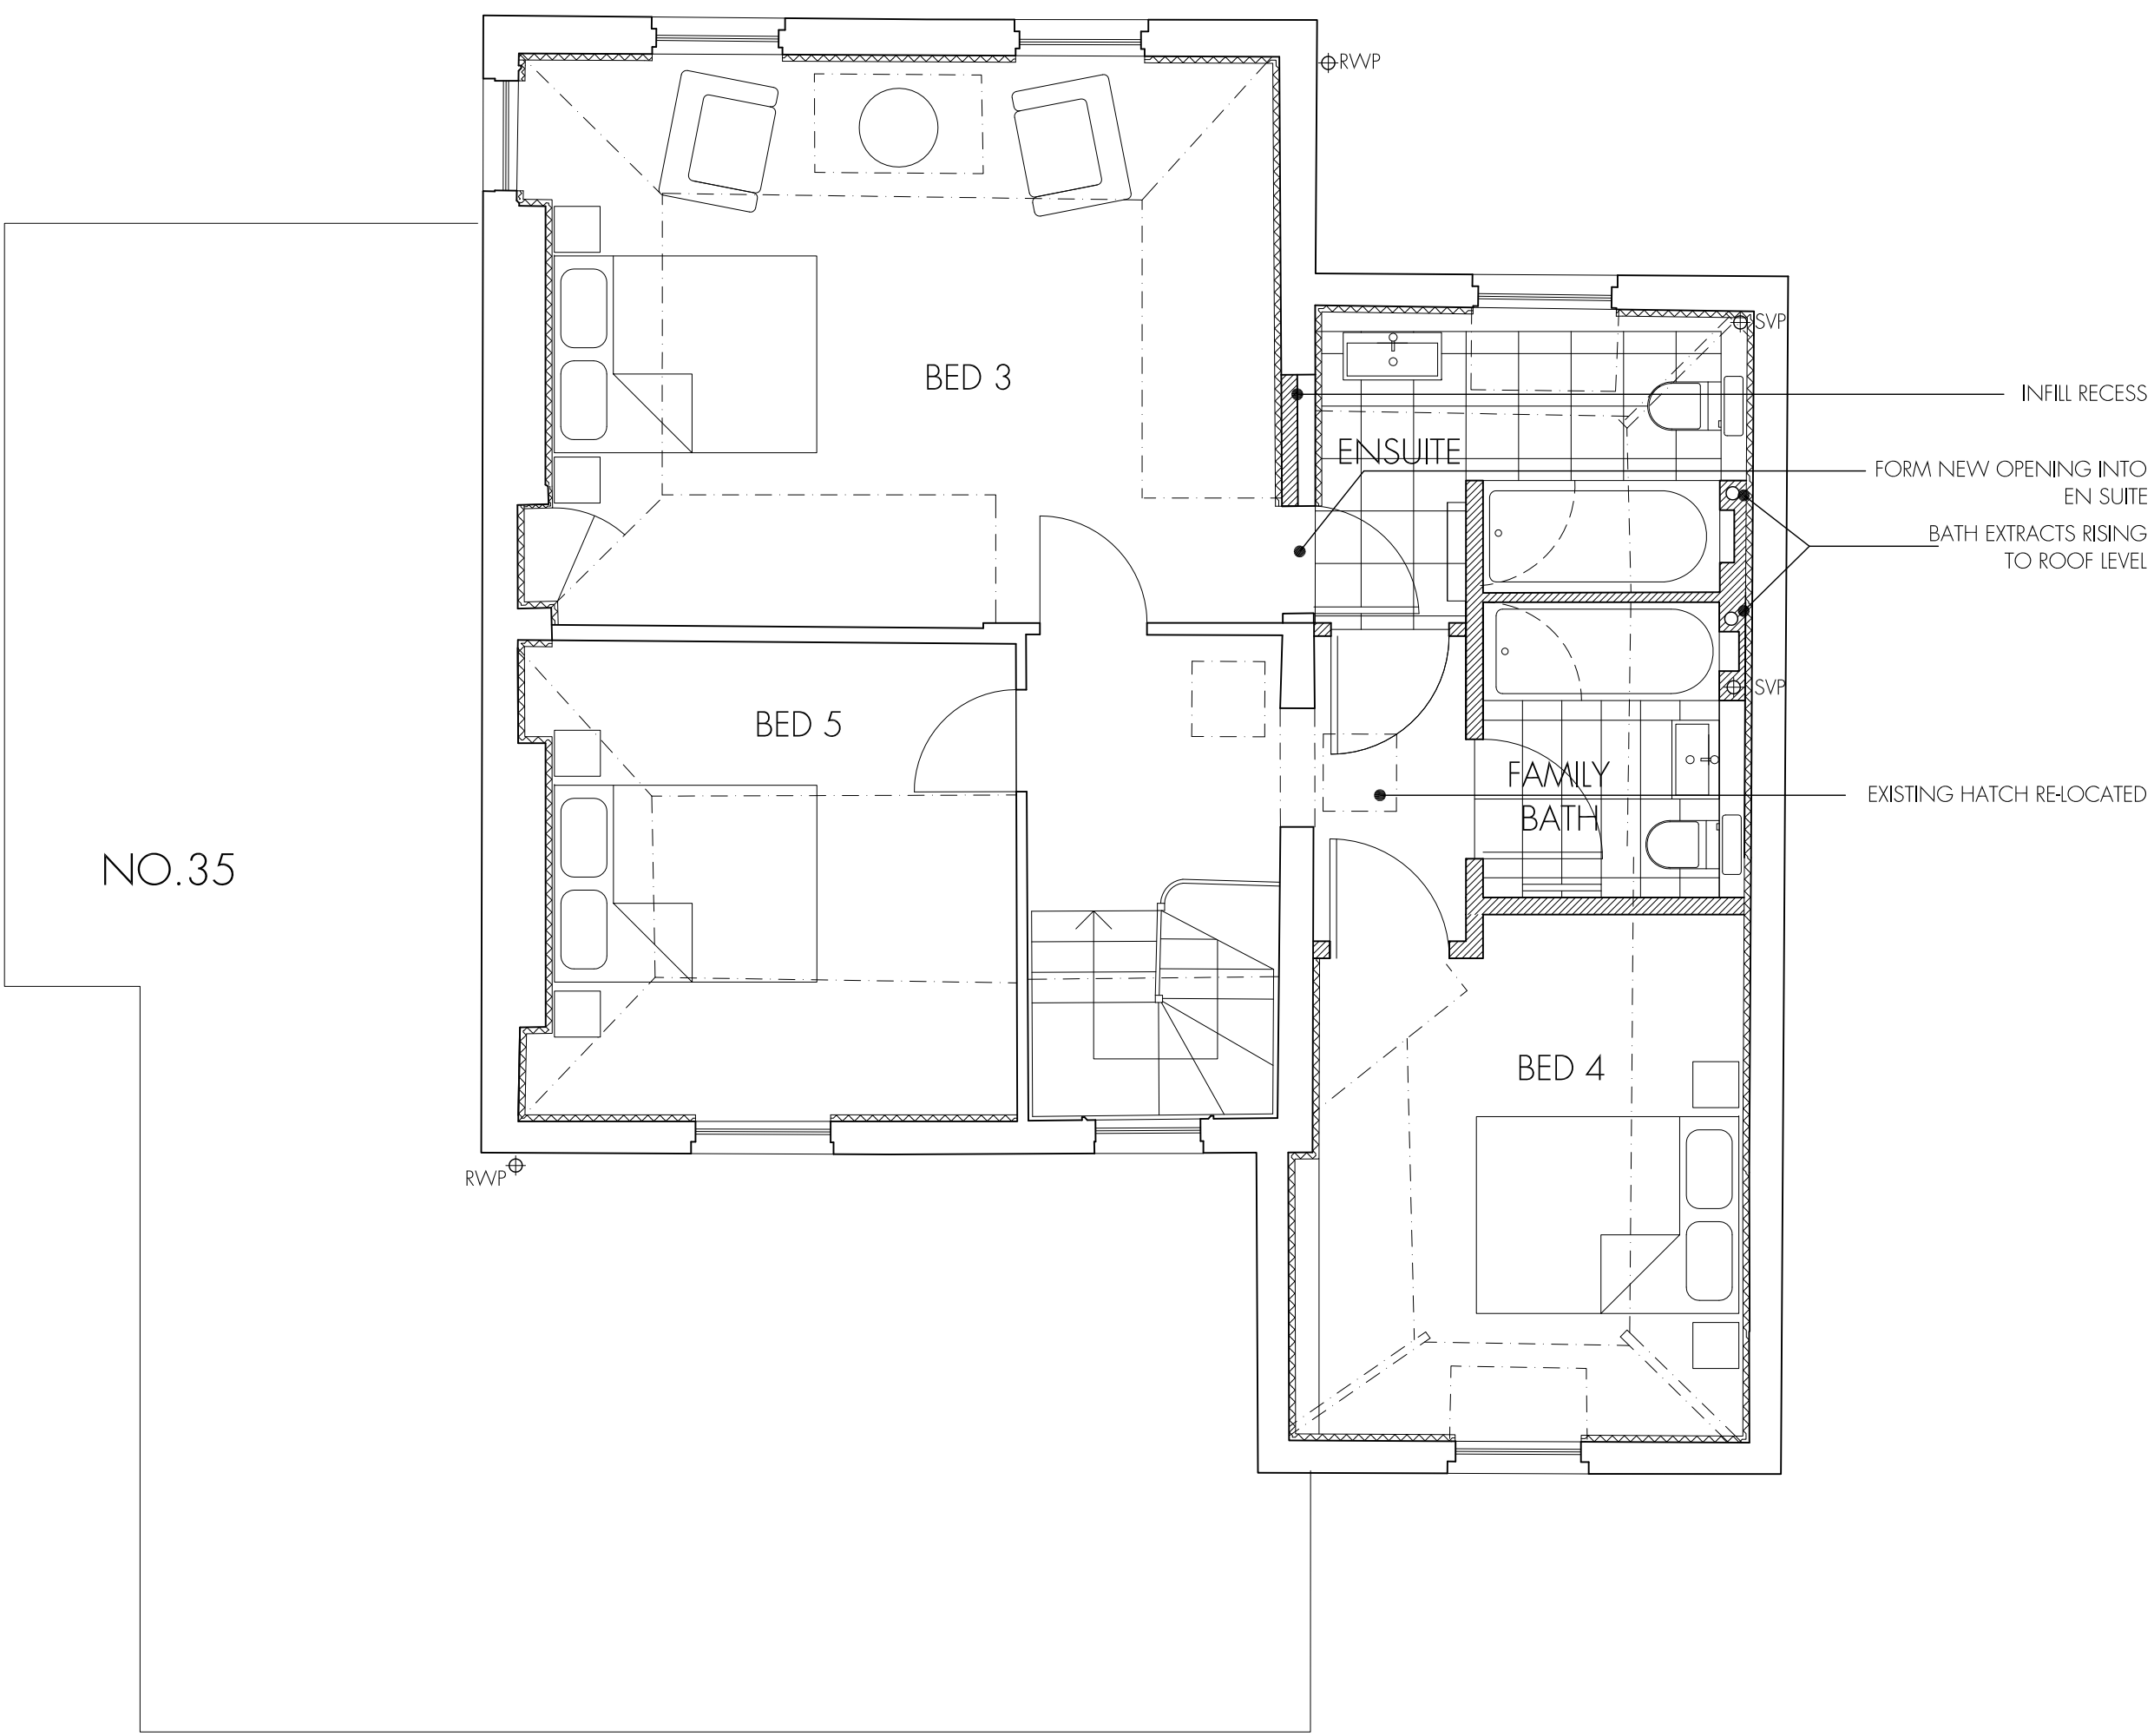 RWP
SVP
BED 3
INFILL RECESS
ENSUITE
FORM NEW OPENING INTO
EN SUITE
BATH EXTRACTS RISING
TO ROOF LEVEL
SVP
BED 5
FAMILY
BATH
EXISTING HATCH RE-LOCATED
NO.35
BED 4
RWP